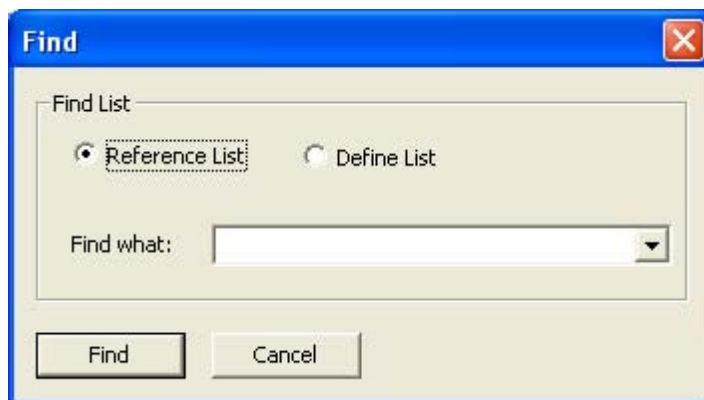 Find
Find List
Reference List
Define List
Find what:
Find
Cancel